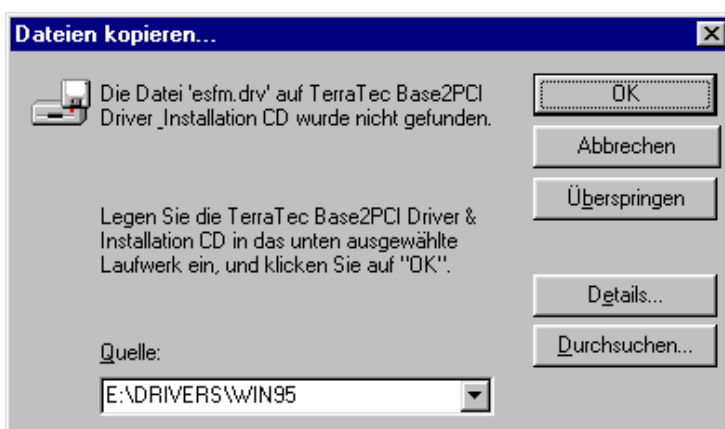 Dateien kopieren...
Die Datei 'esfm.drv' auf TerraTec Base2PCI
Driver _Installation CD wurde nicht gefunden.
Legen Sie die TerraTec Base2PCI Driver &
Installation CD in das unten ausgewählte
Laufwerk ein, und klicken Sie auf "OK".
Quelle:
E:\DRIVERS\WIN95
OK
Abbrechen
Überspringen
Details...
Durchsuchen...